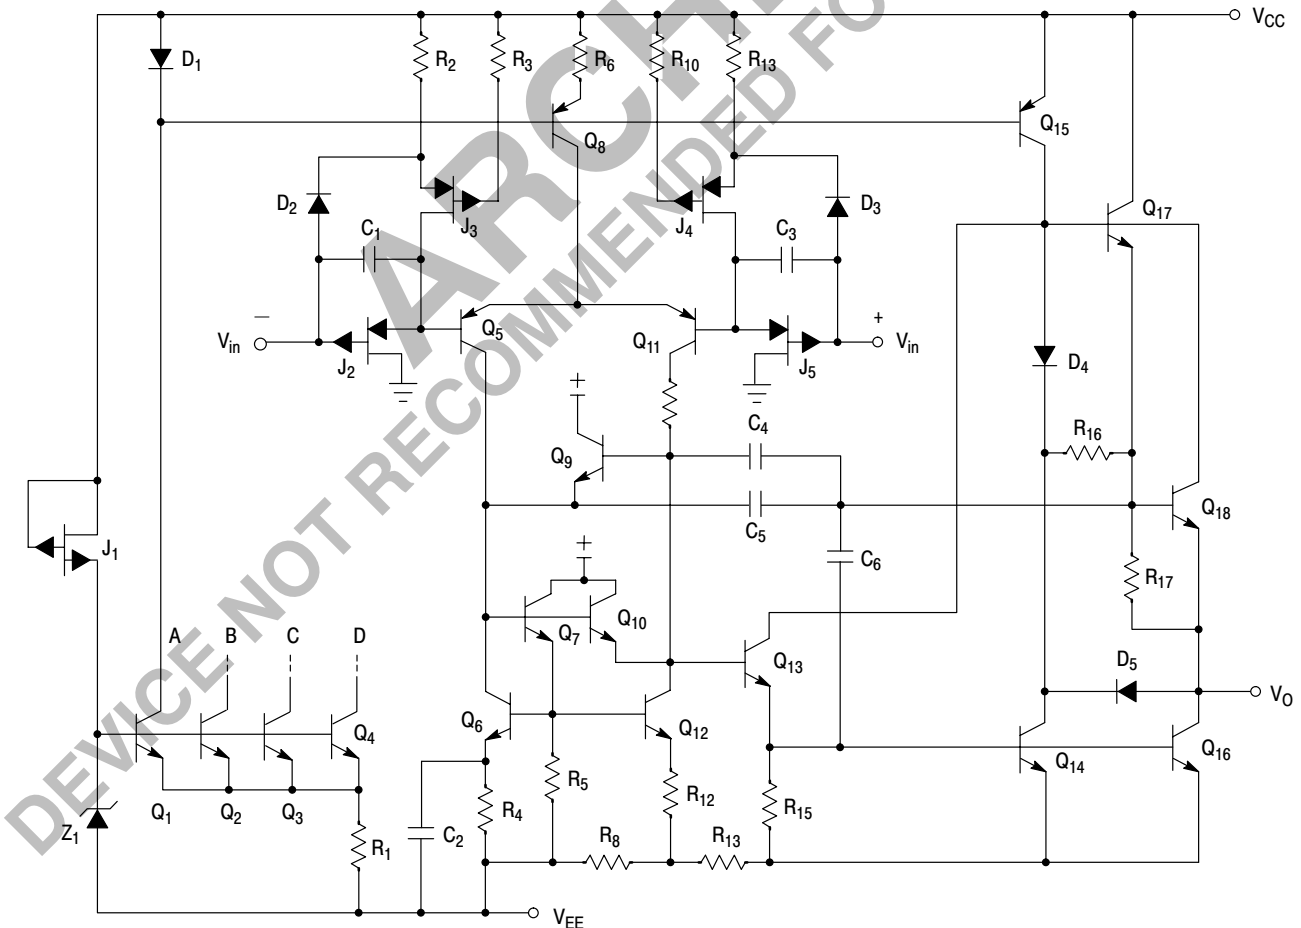 VCC
D1
R2
R3
R6
R10
R13
Q8
Q15
D2
J3
J4
D3
Q17
C1
C3
−
+
Vin
J2
Q5
Q11
J5
Vin
D4
+
C4
R16
Q9
C5
Q18
J1
C6
+
R17
A
B
C
D
Q7
Q10
Q13
D5
VO
Q4
Q6
Q12
Q14
Q16
Q1
Q2
Q3
R5
R12
R15
Z1
R1
C2
R4
R8
R13
VEE
DEVICE NOT RECOMMENDED FO
ARCH